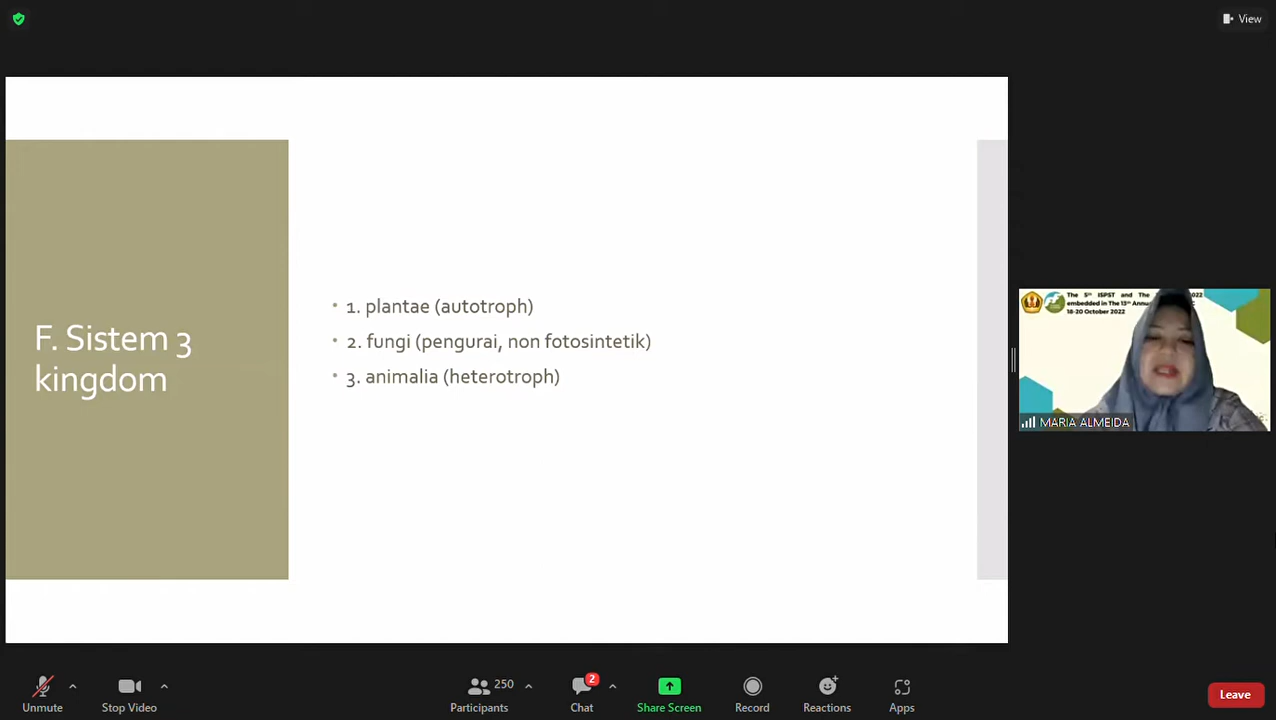 View
F. Sistem 3
kingdom
• 1. plantae (autotroph)
• 2. fungi (pengurai, non fotosintetik)
• 3. animalia (heterotroph)
The 5th ISPST and The 2022
embedded in The 13th Annu C
18-20 October 2022
MARIA ALMEIDA
Unmute
Stop Video
250
Participants
2
Chat
Share Screen
Record
Reactions
Apps
Leave